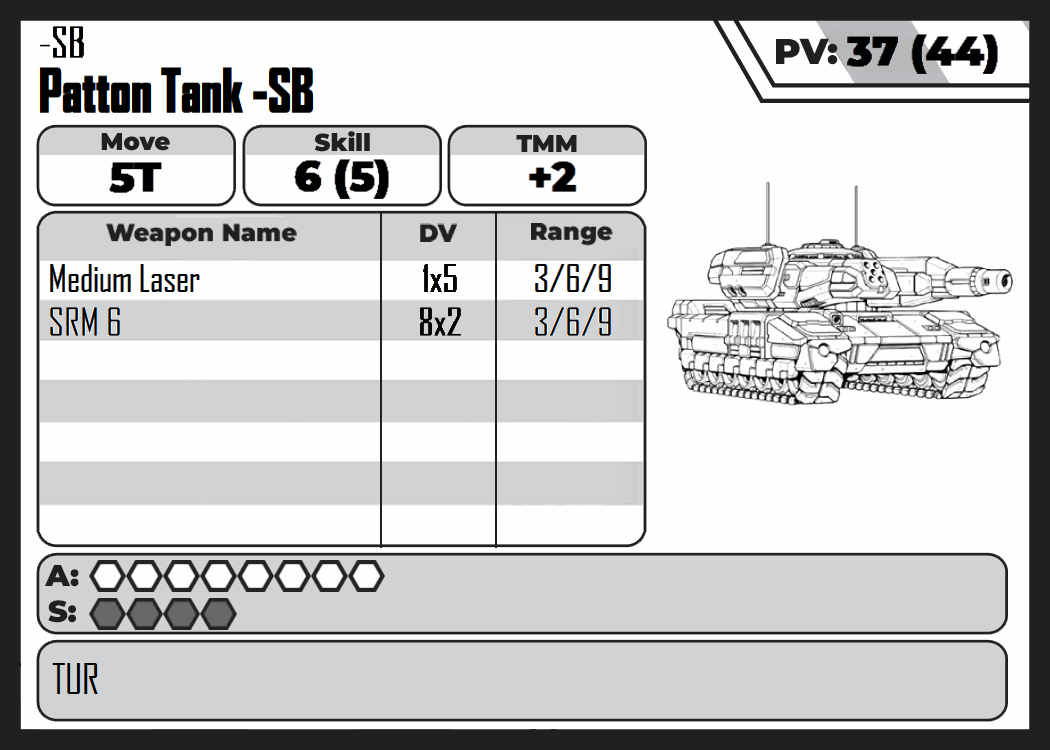 -SB
Patton Tank -SB
PV: 37 (44)
Move Skill TMM
5T 6 (5) +2
Weapon Name DV Range
Medium Laser 1x5 3/6/9
SRM 6 8x2 3/6/9
A:
S:
TUR